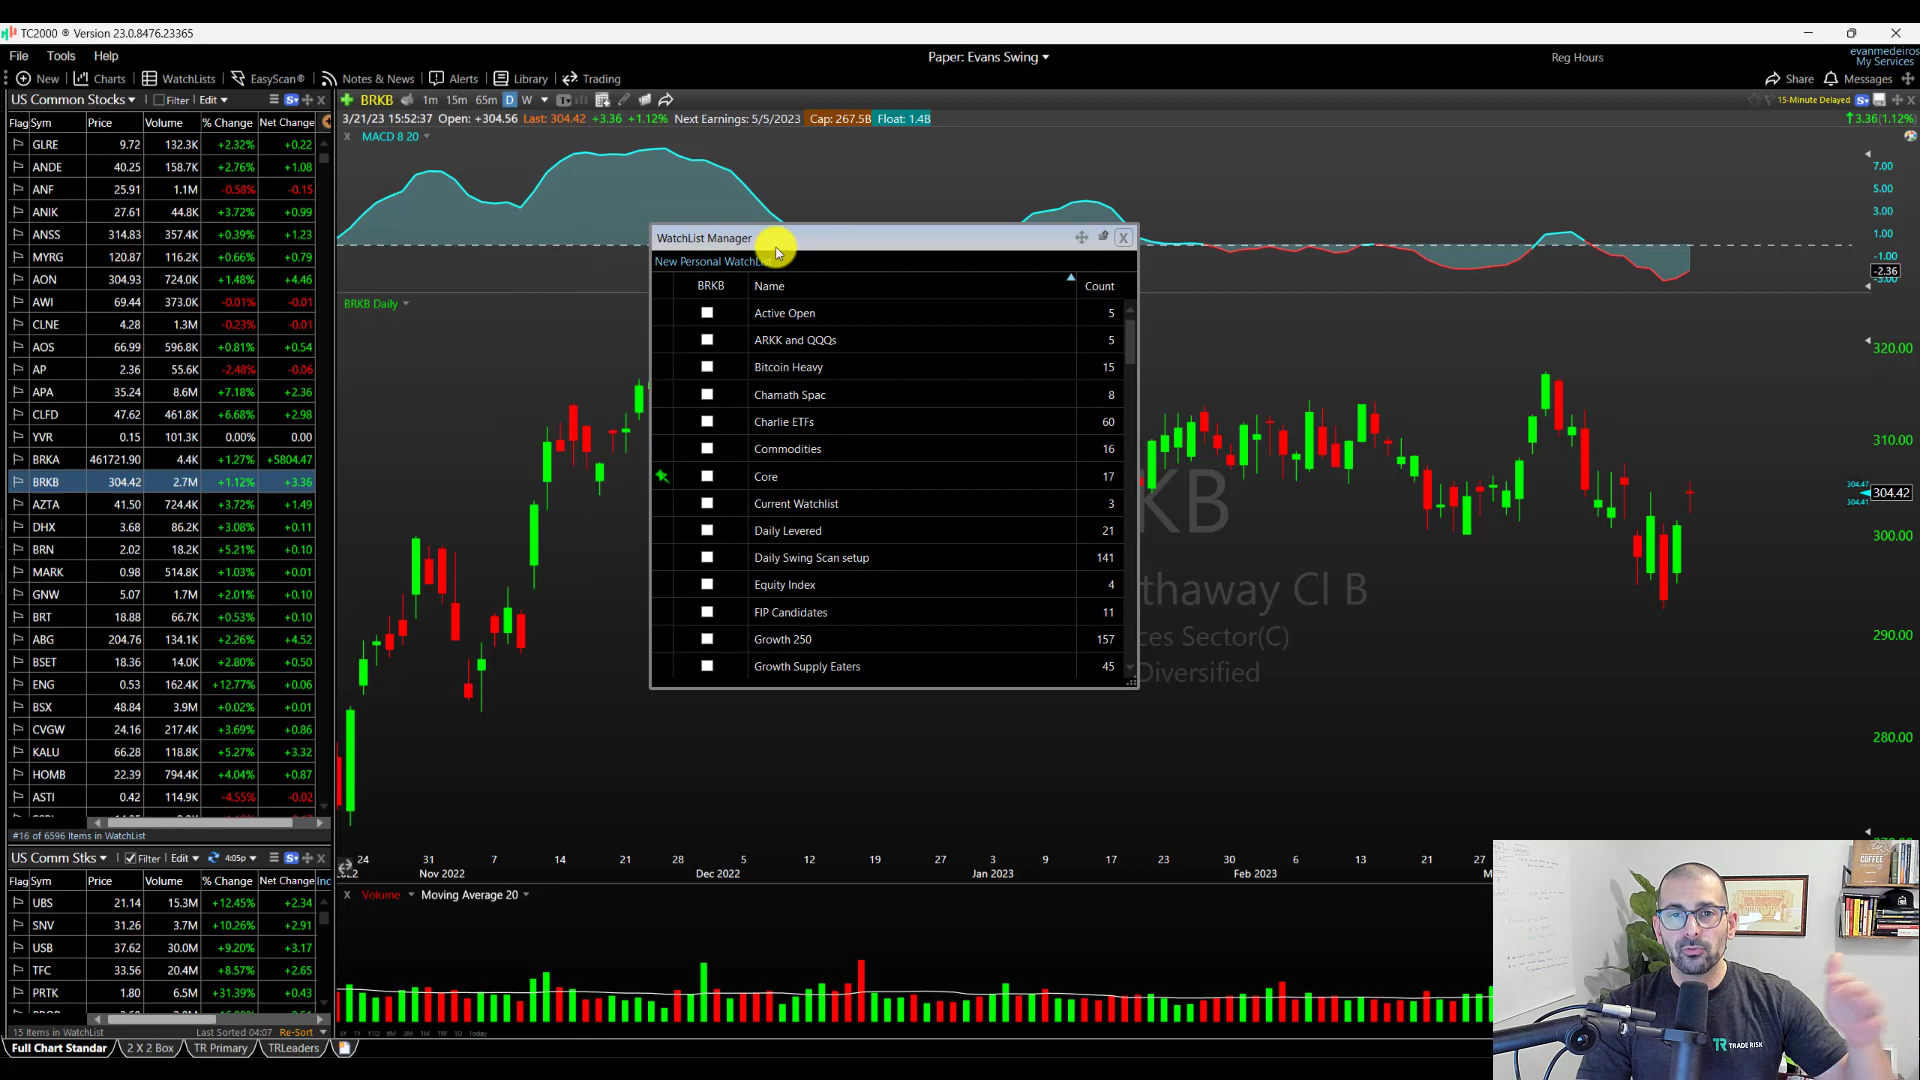 TC2000 ® Version 23.0.8476.23365
File Tools Help
Paper: Evans Swing
Reg Hours
evanmedeiros
My Services
New Charts WatchLists EasyScan® Notes & News Alerts Library Trading
Share Messages
US Common Stocks Filter Edit
BRKB 1m 15m 65m D W
15-Minute Delayed
Flag Sym Price Volume % Change Net Change
3/21/23 15:52:37 Open: +304.56 Last: 304.42 +3.36 +1.12% Next Earnings: 5/5/2023 Cap: 267.5B Float: 1.4B
3.36(1.12%)
MACD 8 20
GLRE 9.72 132.3K +2.32% +0.22
ANDE 40.25 158.7K +2.76% +1.08
ANF 25.91 1.1M -0.58% -0.15
ANIK 27.61 44.8K +3.72% +0.99
ANSS 314.83 357.4K +0.39% +1.23
MYRG 120.87 116.2K +0.66% +0.79
AON 304.93 724.0K +1.48% +4.46
AWI 69.44 373.0K -0.01% -0.01
CLNE 4.28 1.3M -0.23% -0.01
AOS 66.99 596.8K +0.81% +0.54
AP 2.36 55.6K -2.48% -0.06
APA 35.24 8.6M +7.18% +2.36
CLFD 47.62 461.8K +6.68% +2.98
YVR 0.15 101.3K 0.00% 0.00
BRKA 461721.90 4.4K +1.27% +5804.47
BRKB 304.42 2.7M +1.12% +3.36
AZTA 41.50 724.4K +3.72% +1.49
DHX 3.68 86.2K +3.08% +0.11
BRN 2.02 18.2K +5.21% +0.10
MARK 0.98 514.8K +1.03% +0.01
GNW 5.07 1.7M +2.01% +0.10
BRT 18.88 66.7K +0.53% +0.10
ABG 204.76 134.1K +2.26% +4.52
BSET 18.36 14.0K +2.80% +0.50
ENG 0.53 162.4K +12.77% +0.06
BSX 48.84 3.9M +0.02% +0.01
CVGW 24.16 217.4K +3.69% +0.86
KALU 66.28 118.8K +5.27% +3.32
HOMB 22.39 794.4K +4.04% +0.87
ASTI 0.42 114.9K -4.55% -0.02
#16 of 6596 Items in WatchList
US Comm Stks Filter Edit 4:05p
Flag Sym Price Volume % Change Net Change Inc
UBS 21.14 15.3M +12.45% +2.34
SNV 31.26 3.7M +10.26% +2.91
USB 37.62 30.0M +9.20% +3.17
TFC 33.56 20.4M +8.57% +2.65
PRTK 1.80 6.5M +31.39% +0.43
15 Items in WatchList Last Sorted 04:07 Re-Sort
Full Chart Standar 2 X 2 Box TR Primary TRLeaders
WatchList Manager
New Personal WatchList
BRKB Name Count
Active Open 5
ARKK and QQQs 5
Bitcoin Heavy 15
Chamath Spac 8
Charlie ETFs 60
Commodities 16
Core 17
Current Watchlist 3
Daily Levered 21
Daily Swing Scan setup 141
Equity Index 4
FIP Candidates 11
Growth 250 157
Growth Supply Eaters 45
BRKB Daily
KB
thaway Cl B
ces Sector(C)
Diversified
7.00
5.00
3.00
1.00
-1.00
-2.36
-3.00
320.00
310.00
304.47
304.42
304.41
300.00
290.00
280.00
24 31 7 14 21 28 5 12 19 27 3 9 17 23 30 6 13 21 27
Nov 2022 Dec 2022 Jan 2023 Feb 2023
Volume Moving Average 20
5Y 1Y YTD 6M 3M 1M 1W 1D Today
COFFEE
TR TRADE RISK